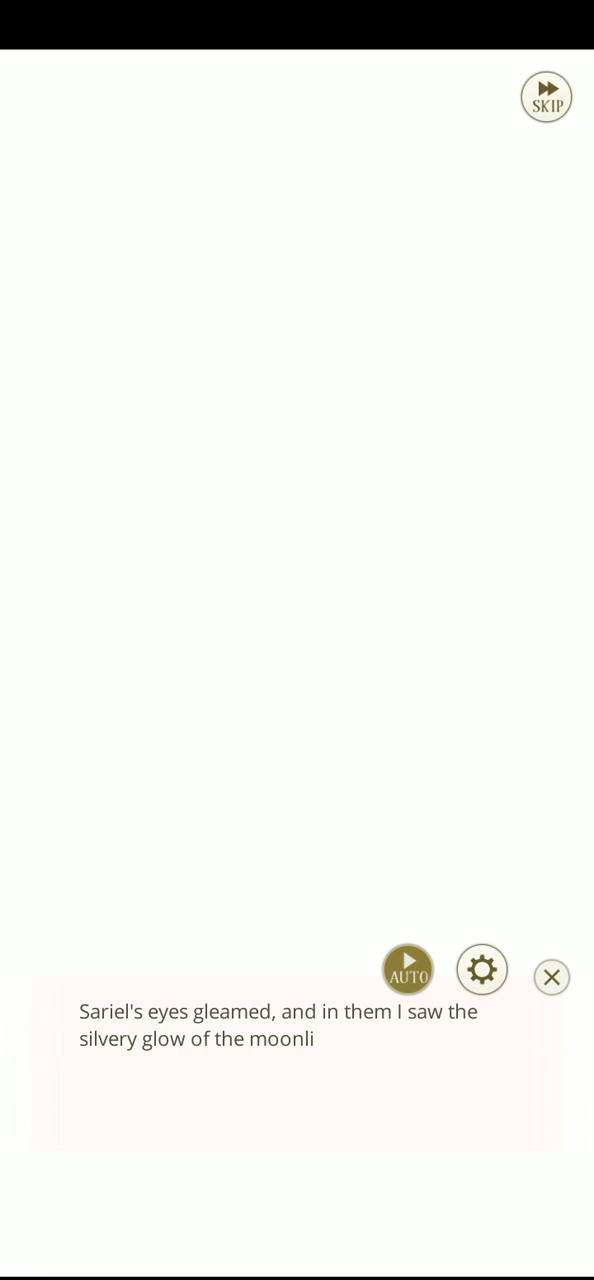 SKIP
AUTO
Sariel's eyes gleamed, and in them I saw the
silvery glow of the moonli